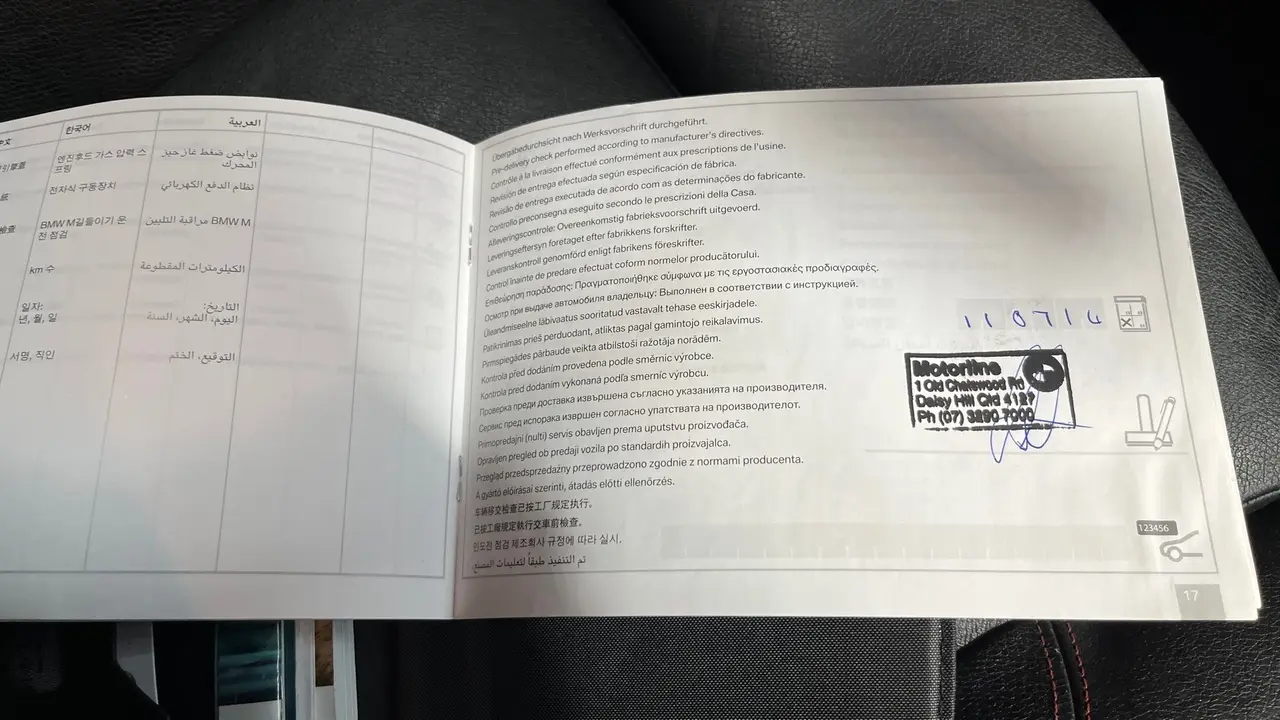 中文
한국어
العربية
엔진후드 가스 압력 스
프링
نوابض ضغط غاز حيز
المحرك
전자식 구동장치
نظام الدفع الكهربائي
BMW M길들이기 운
전 점검
BMW M مراقبة التليين
km 수
الكيلومترات المقطوعة
일자:
년, 월, 일
التاريخ:
اليوم، الشهر، السنة
서명, 직인
التوقيع، الختم
Übergabedurchsicht nach Werksvorschrift durchgeführt.
Pre-delivery check performed according to manufacturer's directives.
Contrôle à la livraison effectué conformément aux prescriptions de l'usine.
Revisión de entrega efectuada según especificación de fábrica.
Revisão de entrega executada de acordo com as determinações do fabricante.
Controllo preconsegna eseguito secondo le prescrizioni della Casa.
Afleveringscontrole: Overeenkomstig fabrieksvoorschrift uitgevoerd.
Leveringseftersyn foretaget efter fabrikkens forskrifter.
Leveranskontroll genomförd enligt fabrikens föreskrifter.
Control înainte de predare efectuat coform normelor producătorului.
Επιθεώρηση παράδοσης: Πραγματοποιήθηκε σύμφωνα με τις εργοστασιακές προδιαγραφές.
Осмотр при выдаче автомобиля владельцу: Выполнен в соответствии с инструкцией.
Üleandmiseelne läbivaatus sooritatud vastavalt tehase eeskirjadele.
Patikrinimas prieš perduodant, atliktas pagal gamintojo reikalavimus.
Pirmspiegādes pārbaude veikta atbilstoši ražotāja norādēm.
Kontrola před dodáním provedena podle směrnic výrobce.
Kontrola pred dodaním vykonaná podľa smerníc výrobcu.
Проверка преди доставка извършена съгласно указанията на производителя.
Сервис пред испорака извршен согласно упатствата на производителот.
Primopredajni (nulti) servis obavljen prema uputstvu proizvođača.
Opravljen pregled ob predaji vozila po standardih proizvajalca.
Przegląd przedsprzedażny przeprowadzono zgodnie z normami producenta.
A gyártó előírásai szerinti, átadás előtti ellenőrzés.
车辆移交检查已按工厂规定执行。
已按工廠規定執行交車前檢查。
인도전 점검 제조회사 규정에 따라 실시.
تم التنفيذ طبقاً لتعليمات المصنع
110714
Motorline
1 Old Chatswood Rd
Daisy Hill Qld 4127
Ph (07) 3290 7000
123456
17